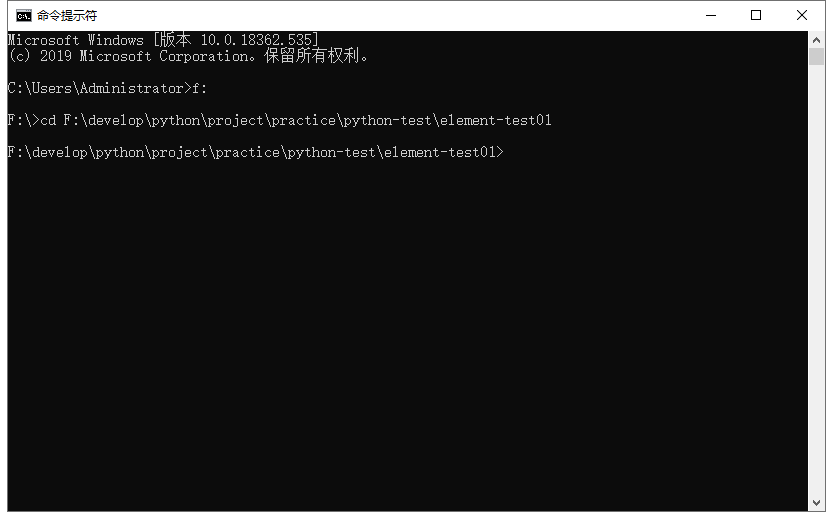 命令提示符
Microsoft Windows [版本 10.0.18362.535]
(c) 2019 Microsoft Corporation。保留所有权利。
C:\Users\Administrator>f:
F:\>cd F:\develop\python\project\practice\python-test\element-test01
F:\develop\python\project\practice\python-test\element-test01>